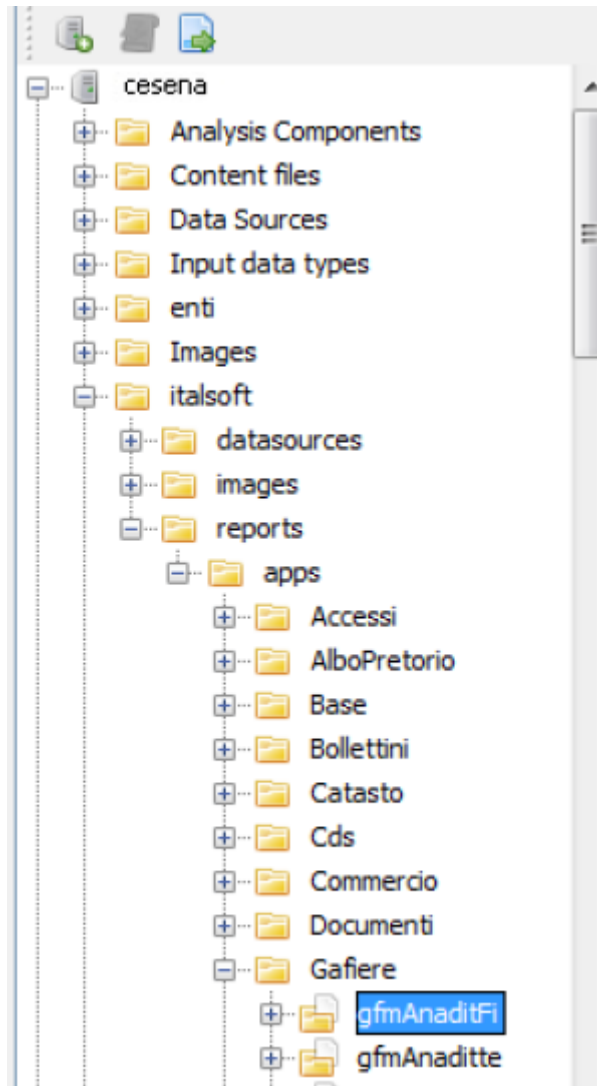 cesena
Analysis Components
Content files
Data Sources
Input data types
enti
Images
italsoft
datasources
images
reports
apps
Accessi
AlboPretorio
Base
Bollettini
Catasto
Cds
Commercio
Documenti
Gafiere
gfmAnaditFi
gfmAnaditte